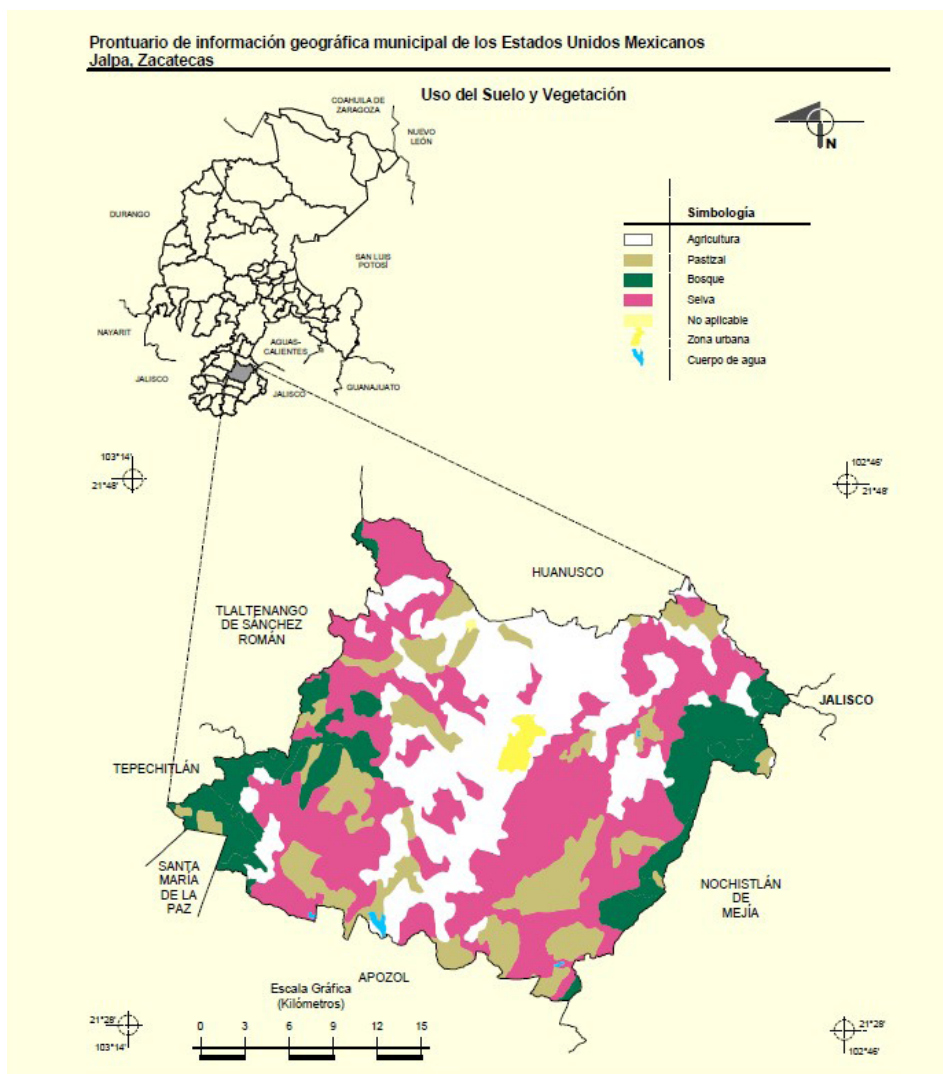 Prontuario de información geográfica municipal de los Estados Unidos Mexicanos
Jalpa, Zacatecas
Uso del Suelo y Vegetación
COAHUILA DE
ZARAGOZA
NUEVO
LEÓN
N
DURANGO
SAN LUIS
POTOSÍ
NAYARIT
AGUAS-
CALIENTES
JALISCO
JALISCO
GUANAJUATO
Simbología
Agricultura
Pastizal
Bosque
Selva
No aplicable
Zona urbana
Cuerpo de agua
103°14'
21°48'
102°46'
21°48'
HUANUSCO
TLALTENANGO
DE SÁNCHEZ
ROMÁN
JALISCO
TEPECHITLÁN
SANTA
MARÍA
DE LA
PAZ
NOCHISTLÁN
DE
MEJÍA
APOZOL
Escala Gráfica
(Kilómetros)
0 3 6 9 12 15
21°28'
103°14'
21°28'
102°46'